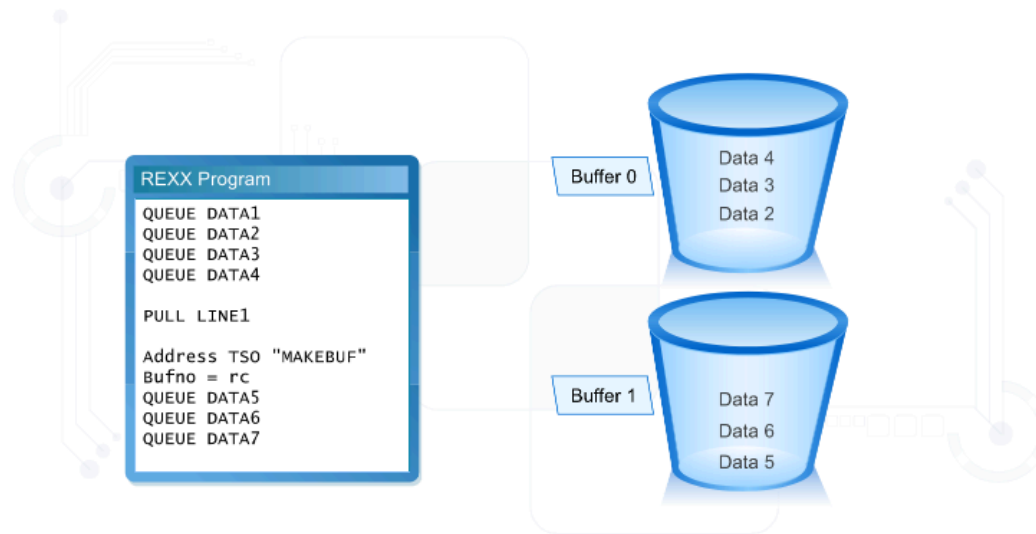 REXX Program
QUEUE DATA1
QUEUE DATA2
QUEUE DATA3
QUEUE DATA4
PULL LINE1
Address TSO "MAKEBUF"
Bufno = rc
QUEUE DATA5
QUEUE DATA6
QUEUE DATA7
Buffer 0
Data 4
Data 3
Data 2
Buffer 1
Data 7
Data 6
Data 5